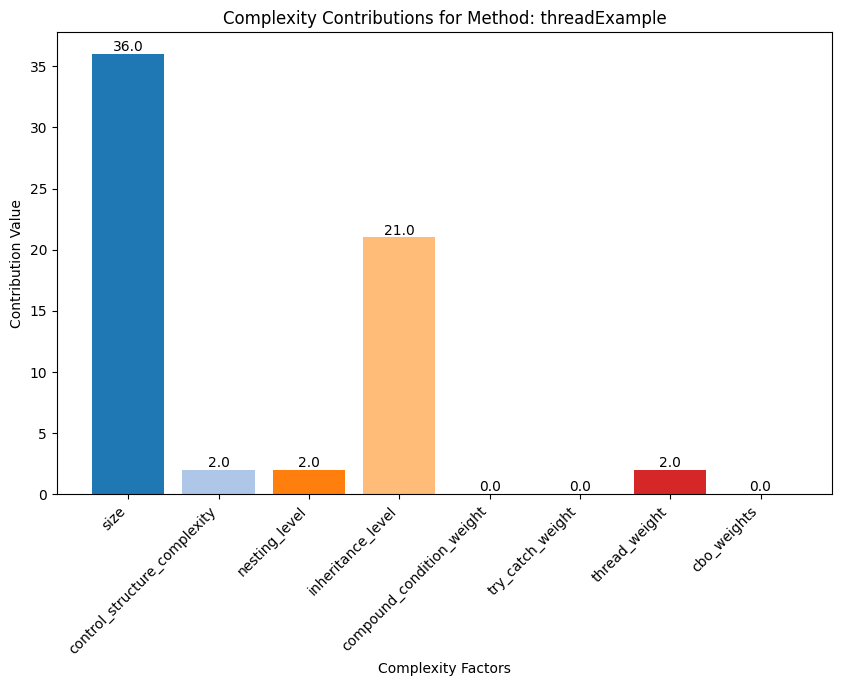 Complexity Contributions for Method: threadExample
Contribution Value
35
30
25
20
15
10
5
0
36.0
2.0
2.0
21.0
0.0
0.0
2.0
0.0
size
control_structure_complexity
nesting_level
inheritance_level
compound_condition_weight
try_catch_weight
thread_weight
cbo_weights
Complexity Factors